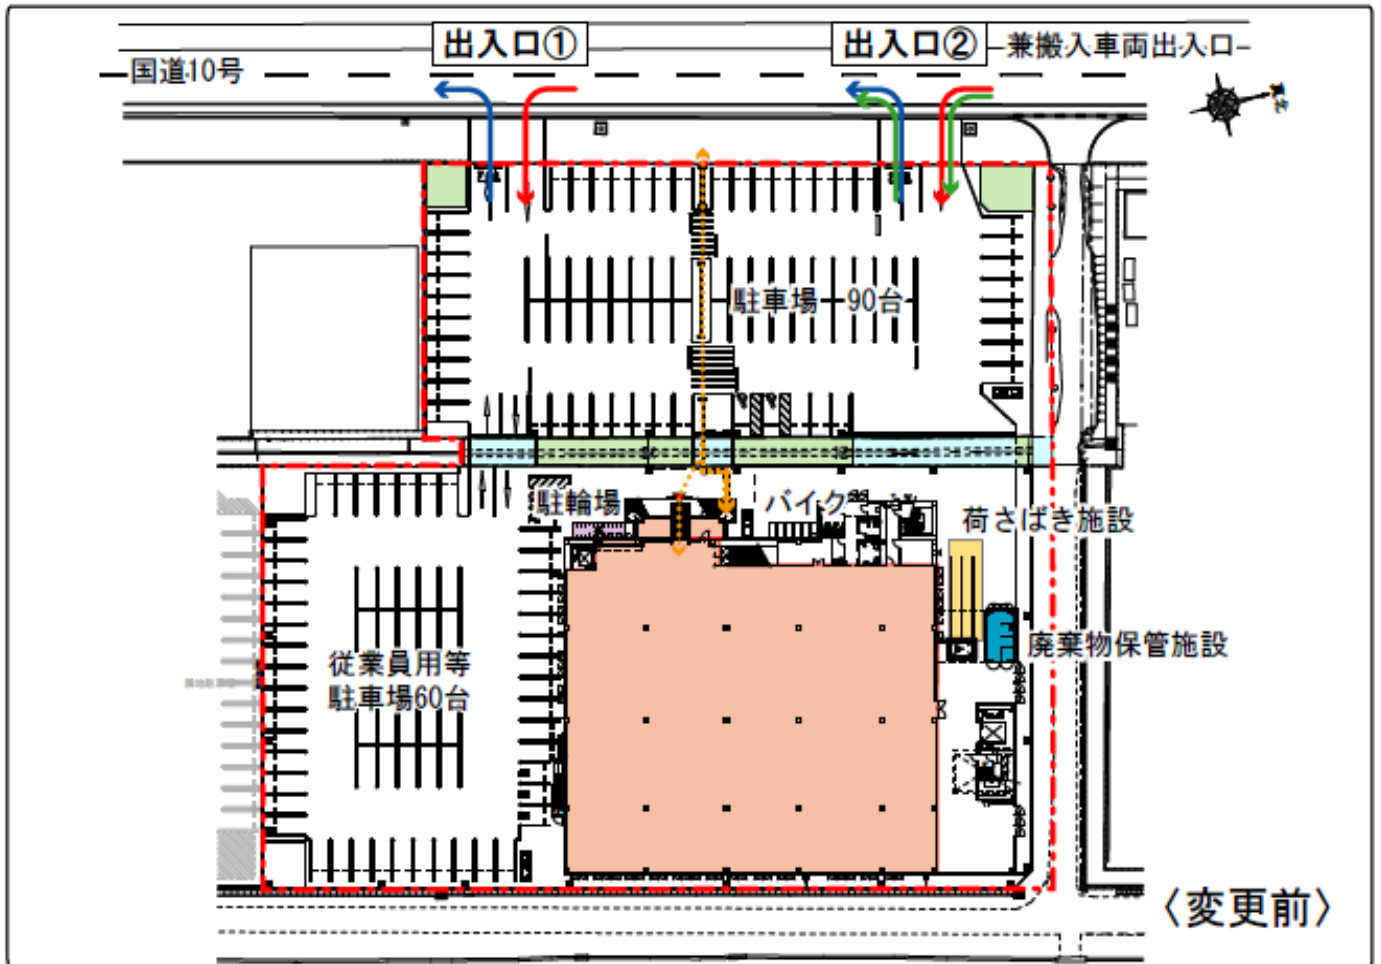 出入口①
出入口②
兼搬入車両出入口
国道10号
駐車場 90台
駐輪場
バイク
荷さばき施設
廃棄物保管施設
従業員用等
駐車場60台
〈変更前〉